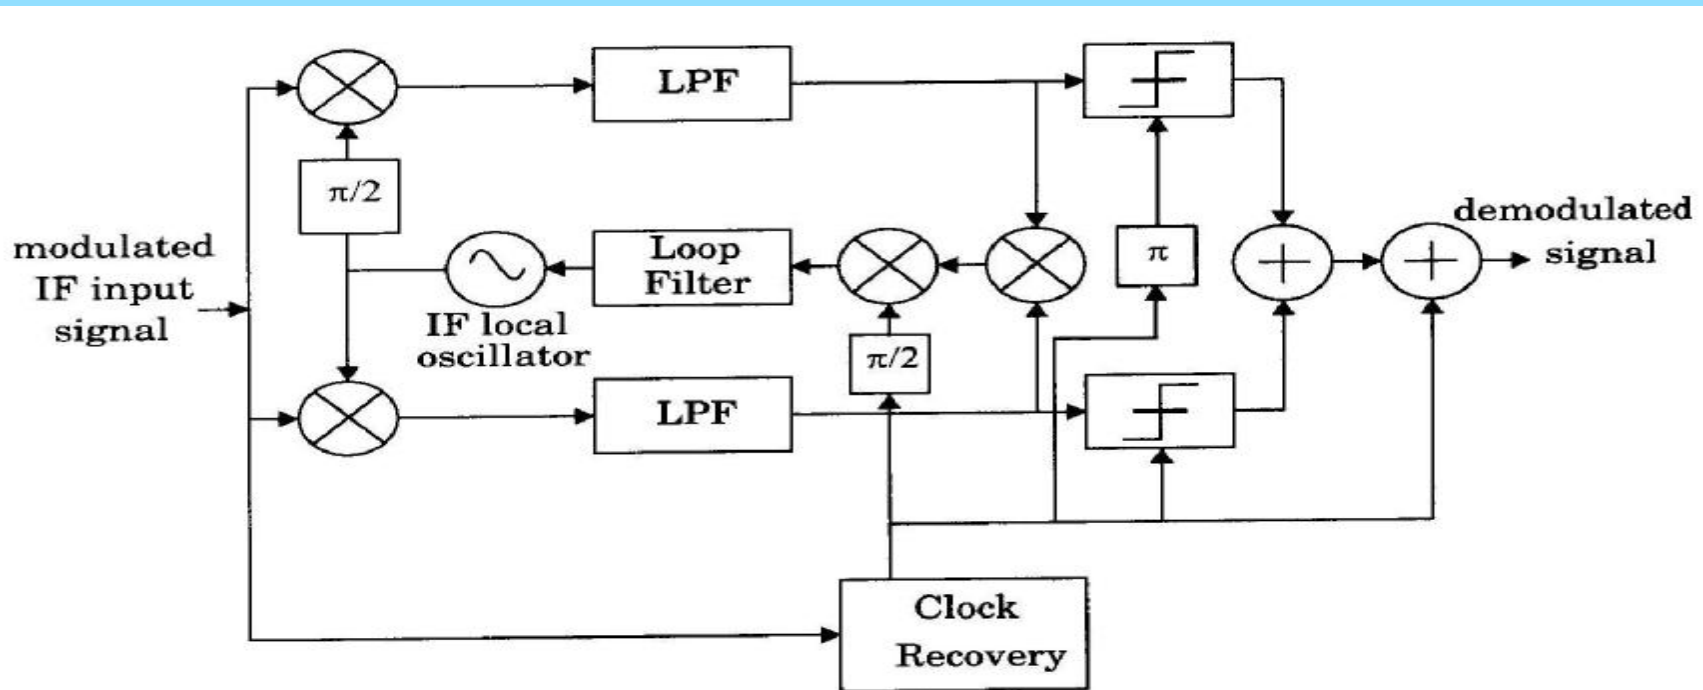 LPF
π/2
modulated
IF input
signal
IF local
oscillator
Loop
Filter
π/2
π
demodulated
signal
LPF
Clock
Recovery